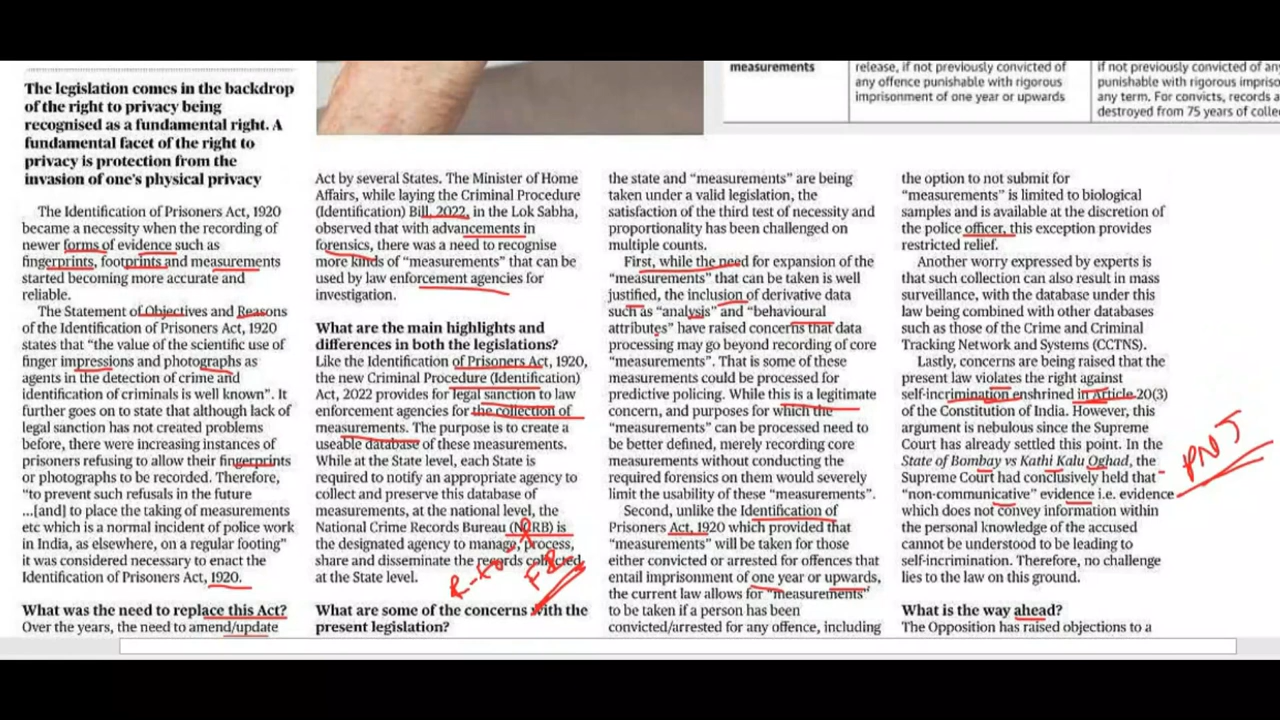 The legislation comes in the backdrop
of the right to privacy being
recognised as a fundamental right. A
fundamental facet of the right to
privacy is protection from the
invasion of one's physical privacy
The Identification of Prisoners Act, 1920
became a necessity when the recording of
newer forms of evidence such as
fingerprints, footprints and measurements
started becoming more accurate and
reliable.
The Statement of Objectives and Reasons
of the Identification of Prisoners Act, 1920
states that “the value of the scientific use of
finger impressions and photographs as
agents in the detection of crime and
identification of criminals is well known”. It
further goes on to state that although lack of
legal sanction has not created problems
before, there were increasing instances of
prisoners refusing to allow their fingerprints
or photographs to be recorded. Therefore,
“to prevent such refusals in the future
...[and] to place the taking of measurements
etc which is a normal incident of police work
in India, as elsewhere, on a regular footing”
it was considered necessary to enact the
Identification of Prisoners Act, 1920.
What was the need to replace this Act?
Over the years, the need to amend/update
Act by several States. The Minister of Home
Affairs, while laying the Criminal Procedure
(Identification) Bill, 2022, in the Lok Sabha,
observed that with advancements in
forensics, there was a need to recognise
more kinds of “measurements” that can be
used by law enforcement agencies for
investigation.
What are the main highlights and
differences in both the legislations?
Like the Identification of Prisoners Act, 1920,
the new Criminal Procedure (Identification)
Act, 2022 provides for legal sanction to law
enforcement agencies for the collection of
measurements. The purpose is to create a
useable database of these measurements.
While at the State level, each State is
required to notify an appropriate agency to
collect and preserve this database of
measurements, at the national level, the
National Crime Records Bureau (NCRB) is
the designated agency to manage, process,
share and disseminate the records collected
at the State level.
What are some of the concerns with the
present legislation?
measurements
release, if not previously convicted of
any offence punishable with rigorous
imprisonment of one year or upwards
if not previously convicted of any
punishable with rigorous
any term. For convicts, records
destroyed from 75 years of
the state and “measurements” are being
taken under a valid legislation, the
satisfaction of the third test of necessity and
proportionality has been challenged on
multiple counts.
First, while the need for expansion of the
“measurements” that can be taken is well
justified, the inclusion of derivative data
such as “analysis” and “behavioural
attributes” have raised concerns that data
processing may go beyond recording of core
“measurements”. That is some of these
measurements could be processed for
predictive policing. While this is a legitimate
concern, and purposes for which the
“measurements” can be processed need to
be better defined, merely recording core
measurements without conducting the
required forensics on them would severely
limit the usability of these “measurements”.
Second, unlike the Identification of
Prisoners Act, 1920 which provided that
“measurements” will be taken for those
either convicted or arrested for offences that
entail imprisonment of one year or upwards,
the current law allows for “measurements”
to be taken if a person has been
convicted/arrested for any offence, including
the option to not submit for
“measurements” is limited to biological
samples and is available at the discretion of
the police officer, this exception provides
restricted relief.
Another worry expressed by experts is
that such collection can also result in mass
surveillance, with the database under this
law being combined with other databases
such as those of the Crime and Criminal
Tracking Network and Systems (CCTNS).
Lastly, concerns are being raised that the
present law violates the right against
self-incrimination enshrined in Article 20(3)
of the Constitution of India. However, this
argument is nebulous since the Supreme
Court has already settled this point. In the
State of Bombay vs Kathi Kalu Oghad, the
Supreme Court had conclusively held that
“non-communicative” evidence i.e. evidence
which does not convey information within
the personal knowledge of the accused
cannot be understood to be leading to
self-incrimination. Therefore, no challenge
lies to the law on this ground.
What is the way ahead?
The Opposition has raised objections to a